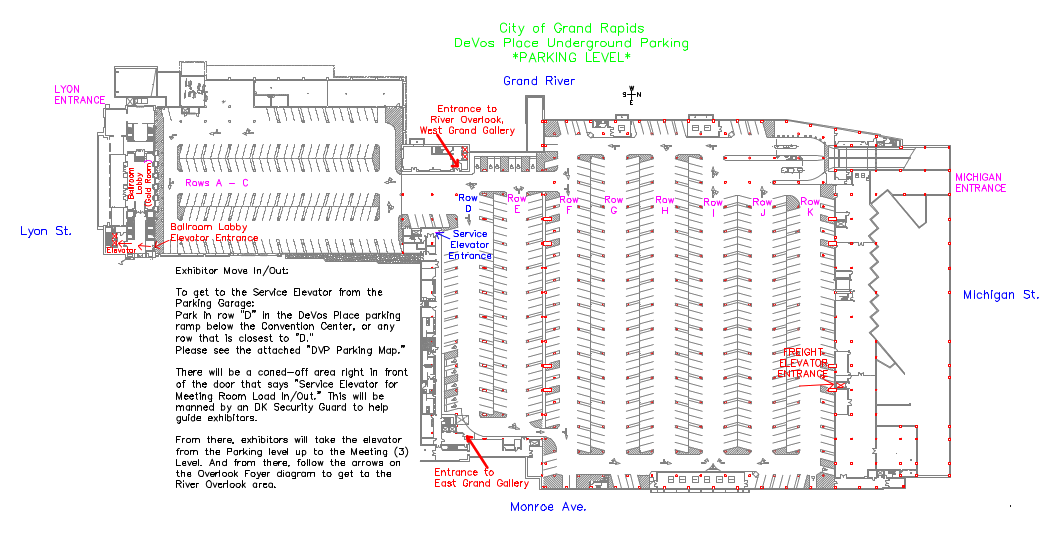 City of Grand Rapids
DeVos Place Underground Parking
*PARKING LEVEL*
Grand River
W
S N
E
LYON
ENTRANCE
Entrance to
River Overlook,
West Grand Gallery
MICHIGAN
ENTRANCE
Ballroom
Lobby
(Gold Room)
Rows A - C
Row
D
Row
E
Row
F
Row
G
Row
H
Row
I
Row
J
Row
K
Lyon St.
Ballroom Lobby
Elevator Entrance
Elevator
Service
Elevator
Entrance
Michigan St.
Exhibitor Move In/Out:
To get to the Service Elevator from the
Parking Garage:
Park in row "D" in the DeVos Place parking
ramp below the Convention Center, or any
row that is closest to "D."
Please see the attached "DVP Parking Map."
There will be a coned-off area right in front
of the door that says "Service Elevator for
Meeting Room Load In/Out." This will be
manned by an DK Security Guard to help
guide exhibitors.
From there, exhibitors will take the elevator
from the Parking level up to the Meeting (3)
Level. And from there, follow the arrows on
the Overlook Foyer diagram to get to the
River Overlook area.
FREIGHT
ELEVATOR
ENTRANCE
Entrance to
East Grand Gallery
Monroe Ave.